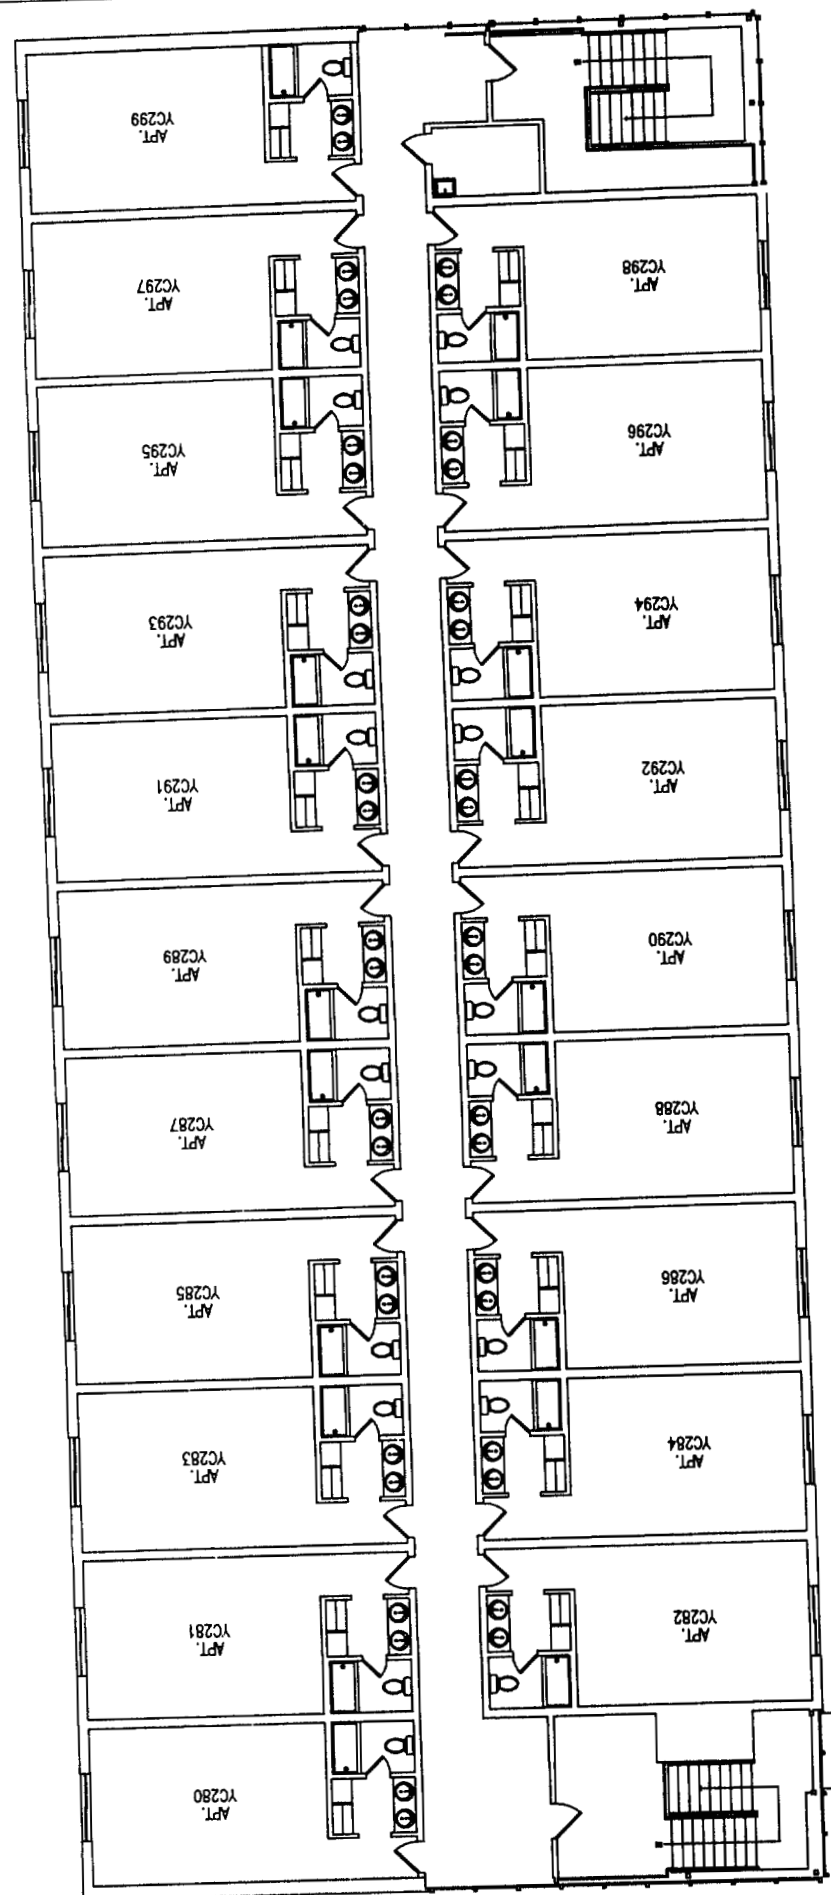 APT.
YC280
APT.
YC282
APT.
YC281
APT.
YC284
APT.
YC283
APT.
YC286
APT.
YC285
APT.
YC288
APT.
YC287
APT.
YC290
APT.
YC289
APT.
YC292
APT.
YC291
APT.
YC294
APT.
YC293
APT.
YC296
APT.
YC295
APT.
YC298
APT.
YC297
APT.
YC299